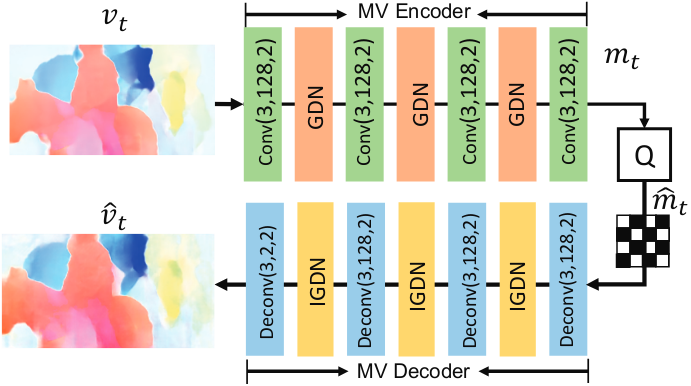 v_t
MV Encoder
Conv(3,128,2)
GDN
Conv(3,128,2)
GDN
Conv(3,128,2)
GDN
Conv(3,128,2)
m_t
Q
m̂_t
v̂_t
Deconv(3,2,2)
IGDN
Deconv(3,128,2)
IGDN
Deconv(3,128,2)
IGDN
Deconv(3,128,2)
MV Decoder